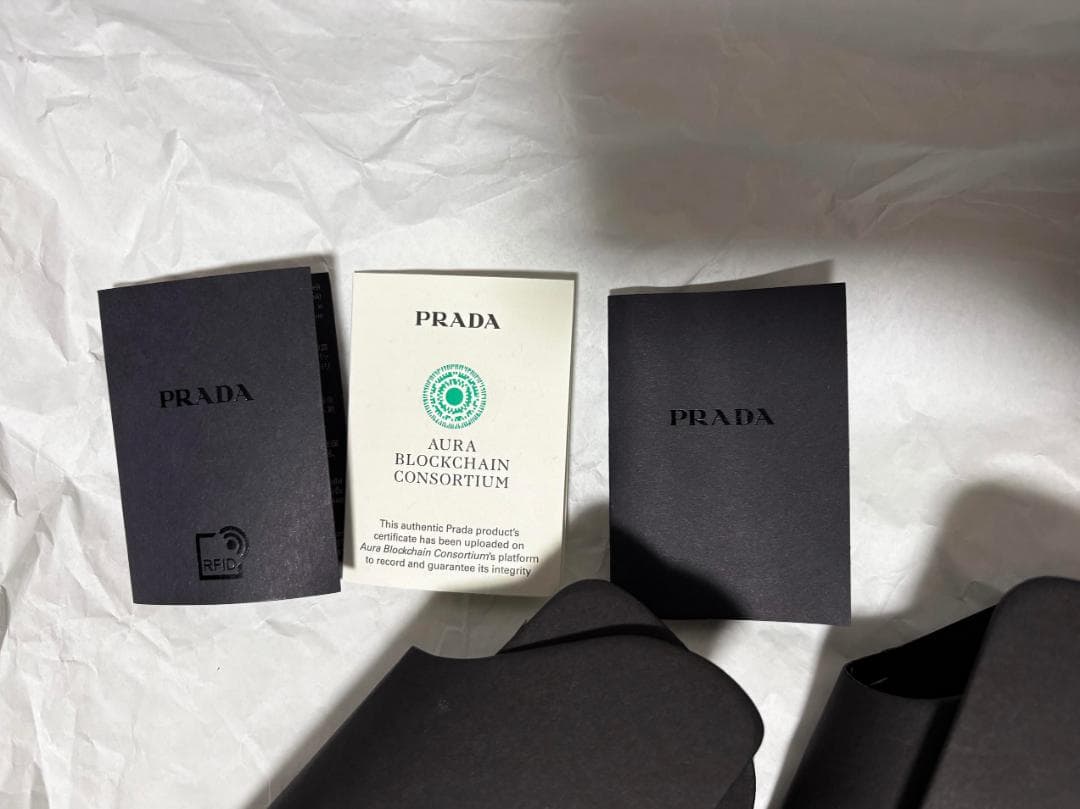 PRADA
RFID
PRADA
AURA
BLOCKCHAIN
CONSORTIUM
This authentic Prada product's
certificate has been uploaded on
Aura Blockchain Consortium's platform
to record and guarantee its integrity
PRADA